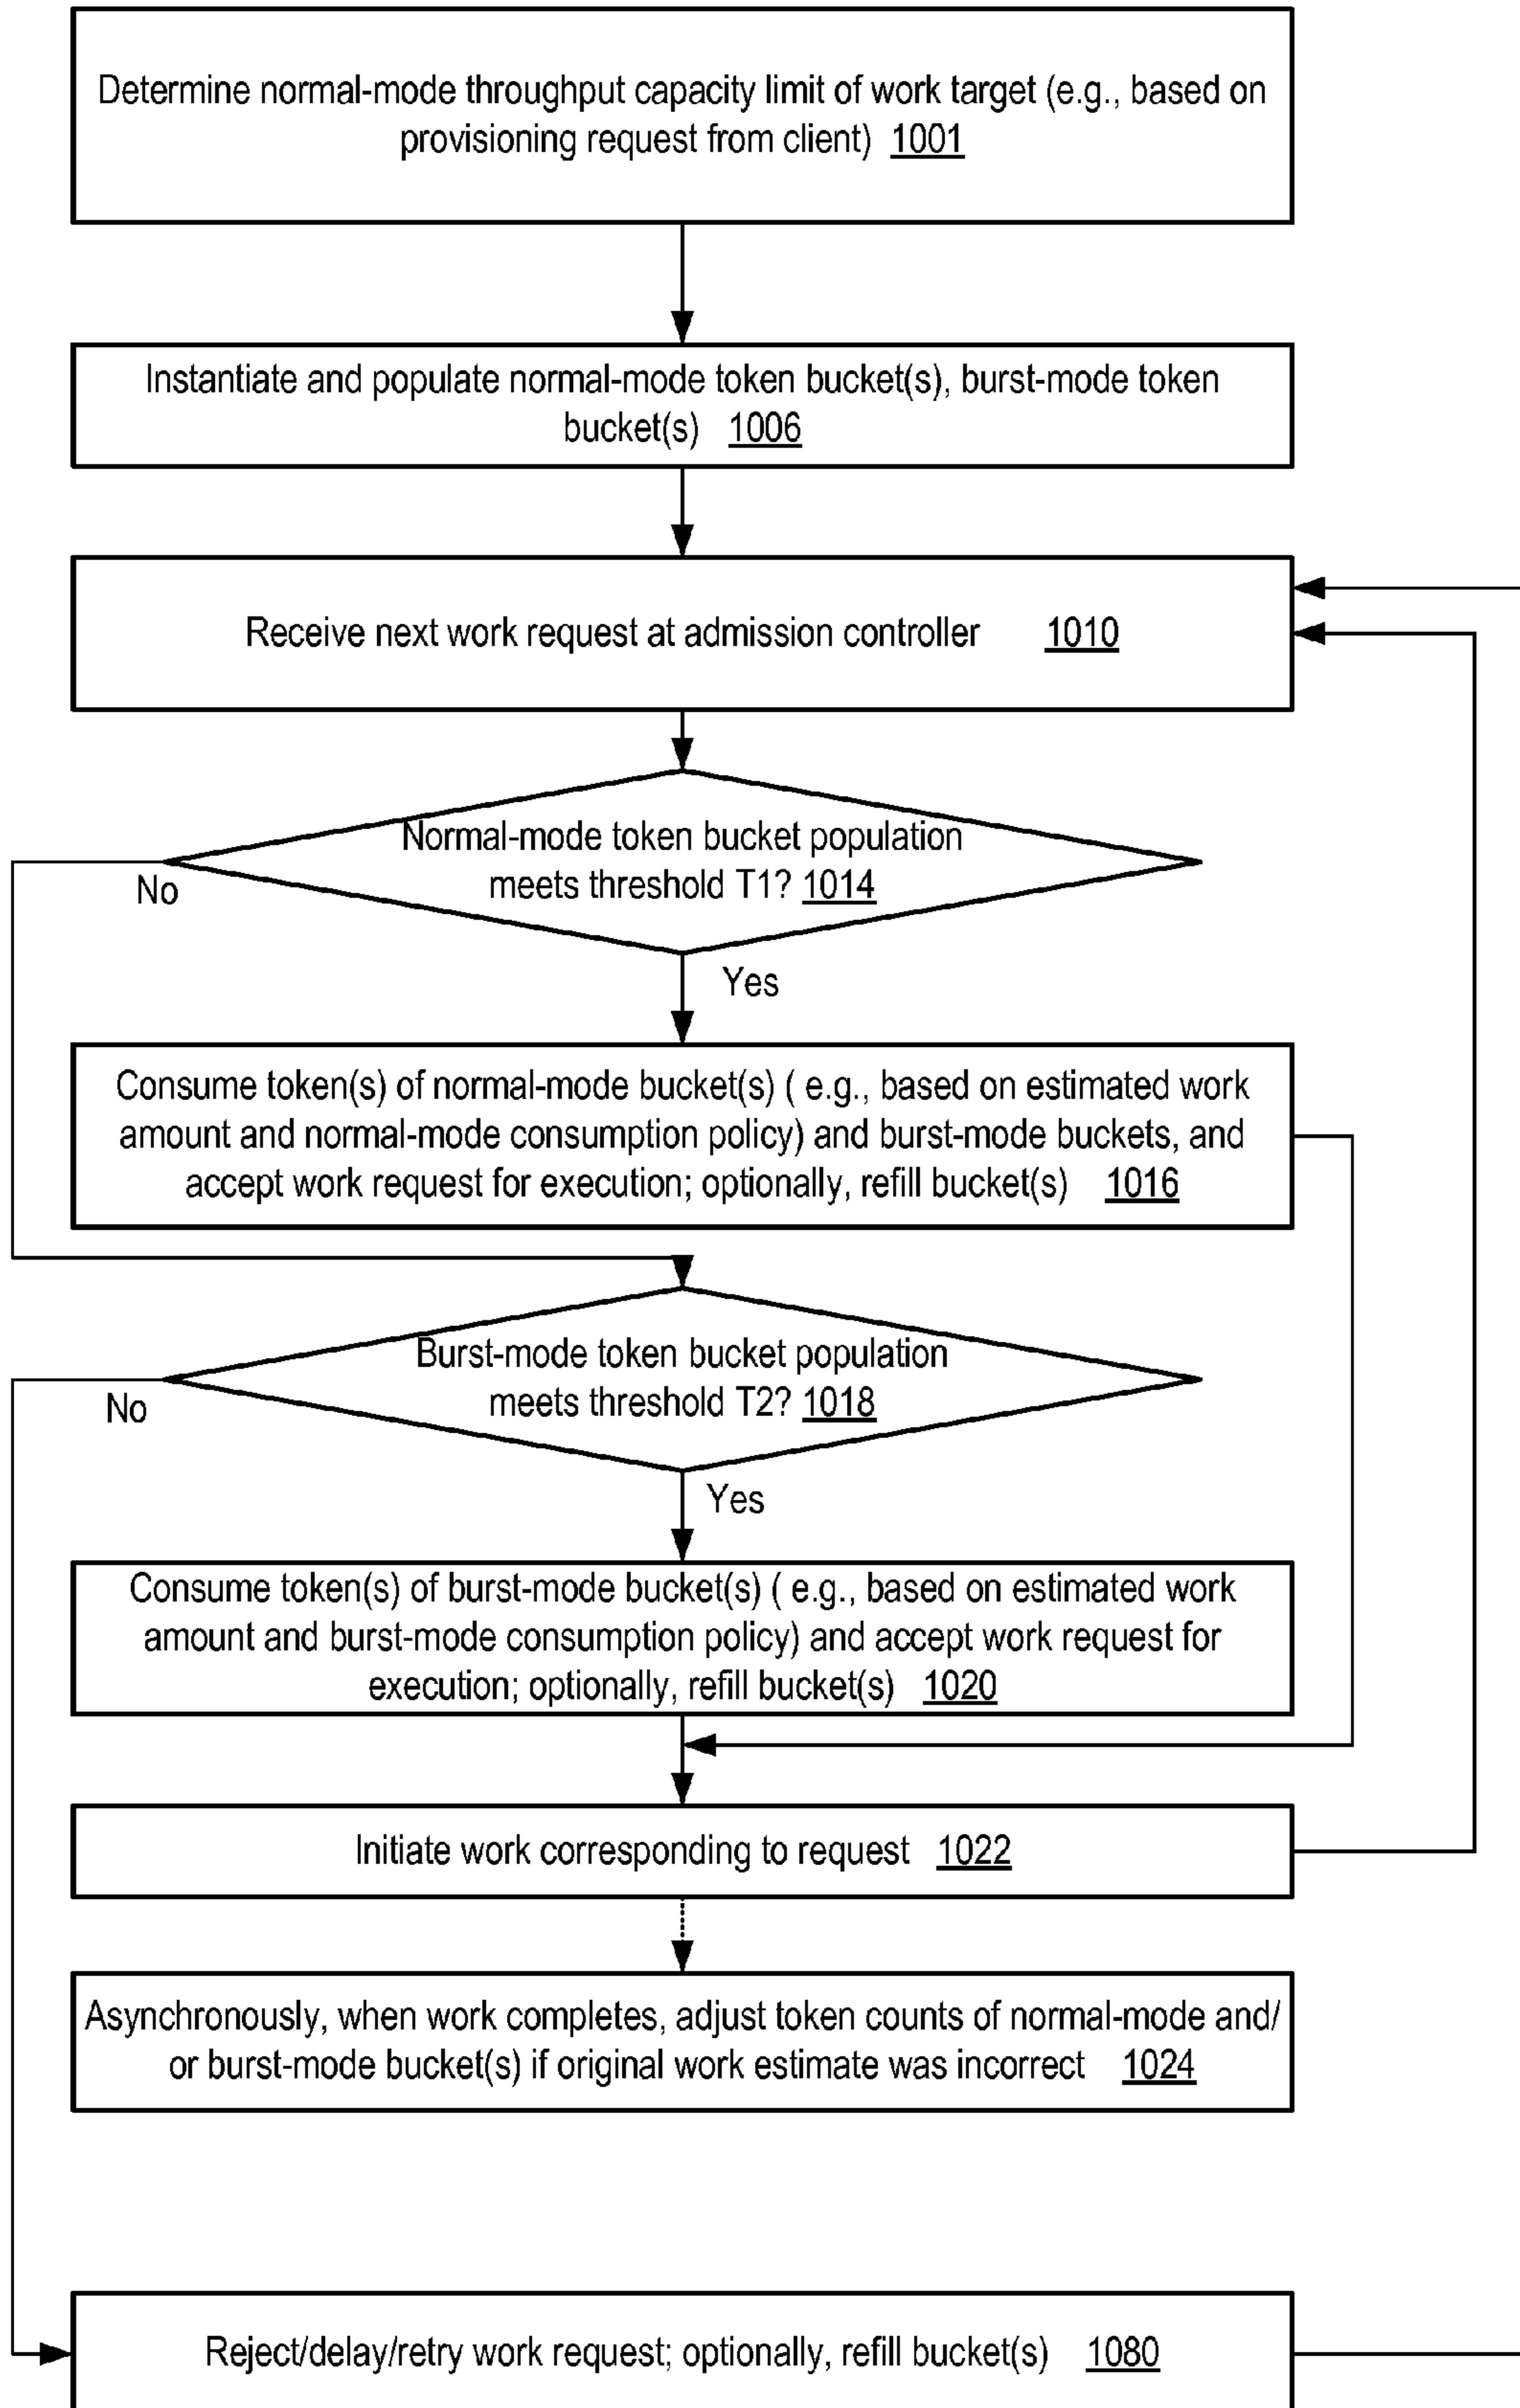 Determine normal-mode throughput capacity limit of work target (e.g., based on
provisioning request from client) 1001
Instantiate and populate normal-mode token bucket(s), burst-mode token
bucket(s) 1006
Receive next work request at admission controller 1010
Normal-mode token bucket population
meets threshold T1? 1014
No
Yes
Consume token(s) of normal-mode bucket(s) ( e.g., based on estimated work
amount and normal-mode consumption policy) and burst-mode buckets, and
accept work request for execution; optionally, refill bucket(s) 1016
Burst-mode token bucket population
meets threshold T2? 1018
No
Yes
Consume token(s) of burst-mode bucket(s) ( e.g., based on estimated work
amount and burst-mode consumption policy) and accept work request for
execution; optionally, refill bucket(s) 1020
Initiate work corresponding to request 1022
Asynchronously, when work completes, adjust token counts of normal-mode and/
or burst-mode bucket(s) if original work estimate was incorrect 1024
Reject/delay/retry work request; optionally, refill bucket(s) 1080